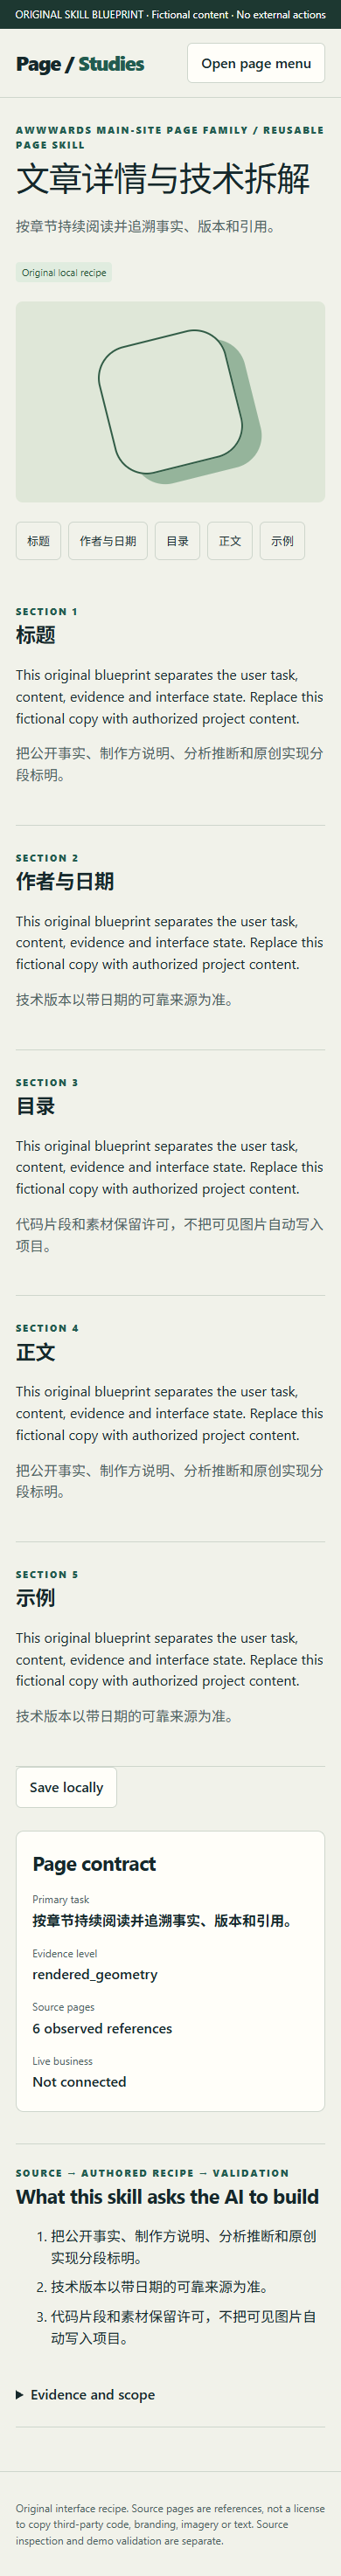 ORIGINAL SKILL BLUEPRINT · Fictional content · No external actions
Page / Studies
Open page menu
AWWWARDS MAIN-SITE PAGE FAMILY / REUSABLE
PAGE SKILL
文章详情与技术拆解
按章节持续阅读并追溯事实、版本和引用。
Original local recipe
标题
作者与日期
目录
正文
示例
SECTION 1
标题
This original blueprint separates the user task,
content, evidence and interface state. Replace this
fictional copy with authorized project content.
把公开事实、制作方说明、分析推断和原创实现分
段标明。
SECTION 2
作者与日期
This original blueprint separates the user task,
content, evidence and interface state. Replace this
fictional copy with authorized project content.
技术版本以带日期的可靠来源为准。
SECTION 3
目录
This original blueprint separates the user task,
content, evidence and interface state. Replace this
fictional copy with authorized project content.
代码片段和素材保留许可，不把可见图片自动写入
项目。
SECTION 4
正文
This original blueprint separates the user task,
content, evidence and interface state. Replace this
fictional copy with authorized project content.
把公开事实、制作方说明、分析推断和原创实现分
段标明。
SECTION 5
示例
This original blueprint separates the user task,
content, evidence and interface state. Replace this
fictional copy with authorized project content.
技术版本以带日期的可靠来源为准。
Save locally
Page contract
Primary task
按章节持续阅读并追溯事实、版本和引用。
Evidence level
rendered_geometry
Source pages
6 observed references
Live business
Not connected
SOURCE → AUTHORED RECIPE → VALIDATION
What this skill asks the AI to build
1. 把公开事实、制作方说明、分析推断和原创
实现分段标明。
2. 技术版本以带日期的可靠来源为准。
3. 代码片段和素材保留许可，不把可见图片自
动写入项目。
Evidence and scope
Original interface recipe. Source pages are references, not a license
to copy third-party code, branding, imagery or text. Source
inspection and demo validation are separate.